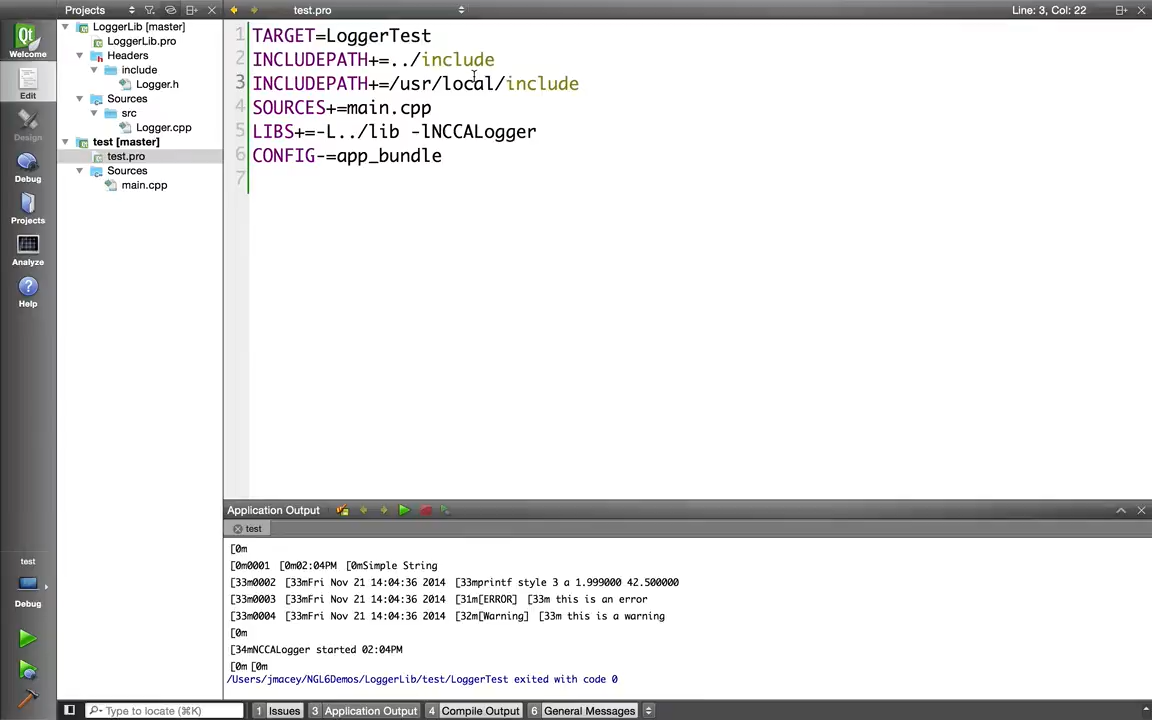 Projects
test.pro
Line: 3, Col: 22
Qt
Welcome
Edit
Design
Debug
Projects
Analyze
Help
test
Debug
LoggerLib [master]
LoggerLib.pro
Headers
include
Logger.h
Sources
src
Logger.cpp
test [master]
test.pro
Sources
main.cpp
1 TARGET=LoggerTest
2 INCLUDEPATH+=../include
3 INCLUDEPATH+=/usr/local/include
4 SOURCES+=main.cpp
5 LIBS+=-L../lib -lNCCALogger
6 CONFIG-=app_bundle
7
Application Output
test
[0m
[0m0001 [0m02:04PM [0mSimple String
[33m0002 [33mFri Nov 21 14:04:36 2014 [33mprintf style 3 a 1.999000 42.500000
[33m0003 [33mFri Nov 21 14:04:36 2014 [31m[ERROR] [33m this is an error
[33m0004 [33mFri Nov 21 14:04:36 2014 [32m[Warning] [33m this is a warning
[0m
[34mNCCALogger started 02:04PM
[0m [0m
/Users/jmacey/NGL6Demos/LoggerLib/test/LoggerTest exited with code 0
Type to locate (⌘K)
1 Issues
3 Application Output
4 Compile Output
6 General Messages